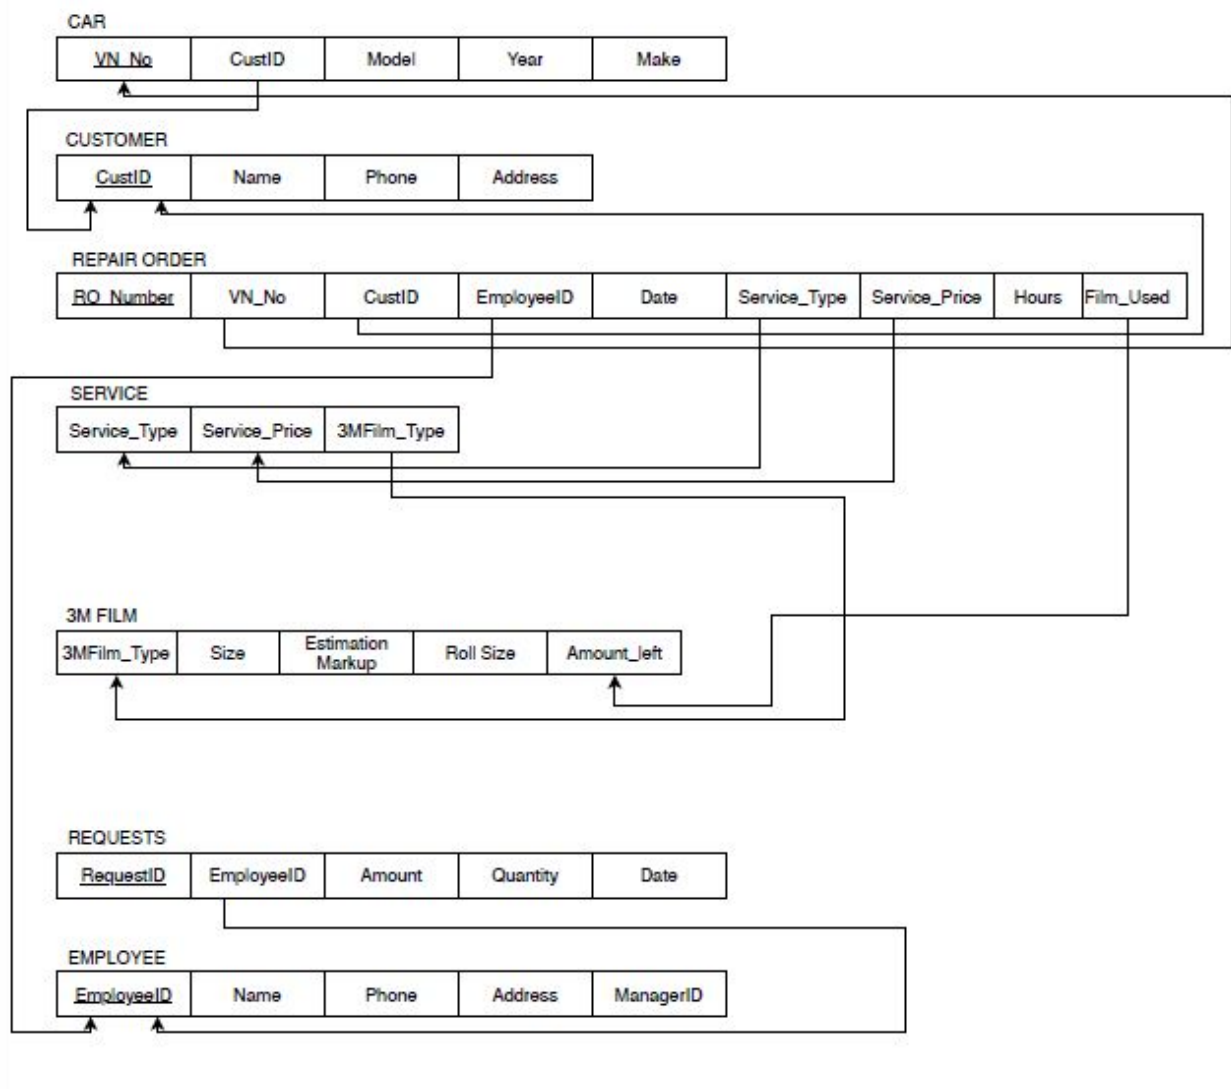 CAR
VN_No CustID Model Year Make
CUSTOMER
CustID Name Phone Address
REPAIR ORDER
RO_Number VN_No CustID EmployeeID Date Service_Type Service_Price Hours Film_Used
SERVICE
Service_Type Service_Price 3MFilm_Type
3M FILM
3MFilm_Type Size Estimation Markup Roll Size Amount_left
REQUESTS
RequestID EmployeeID Amount Quantity Date
EMPLOYEE
EmployeeID Name Phone Address ManagerID